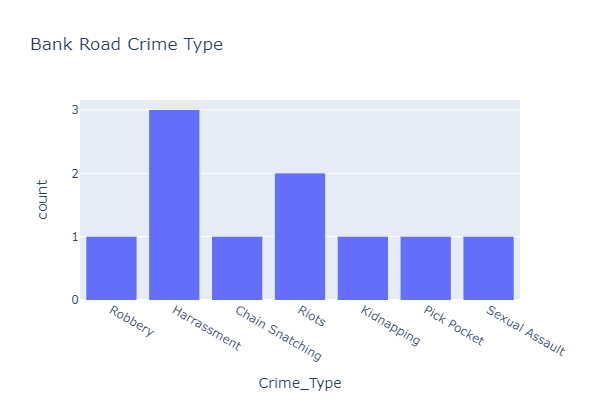 Bank Road Crime Type
3
2
1
0
count
Robbery
Harrassment
Chain Snatching
Riots
Kidnapping
Pick Pocket
Sexual Assault
Crime_Type